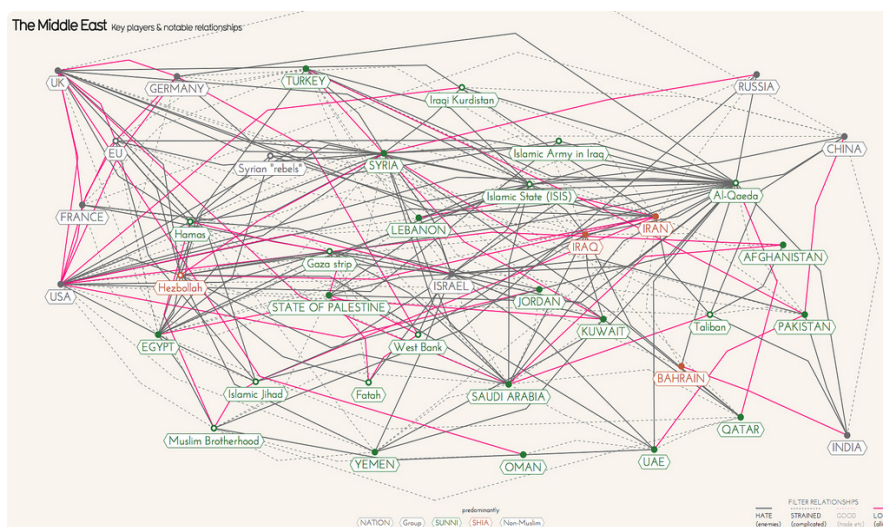 The Middle East Key players & notable relationships
UK
GERMANY
TURKEY
Iraqi Kurdistan
RUSSIA
EU
Syrian "rebels"
SYRIA
Islamic Army in Iraq
CHINA
Islamic State (ISIS)
Al-Qaeda
FRANCE
Hamas
LEBANON
IRAN
IRAQ
AFGHANISTAN
Gaza strip
USA
Hezbollah
ISRAEL
STATE OF PALESTINE
JORDAN
EGYPT
West Bank
KUWAIT
Taliban
PAKISTAN
BAHRAIN
Islamic Jihad
Fatah
SAUDI ARABIA
Muslim Brotherhood
QATAR
INDIA
YEMEN
OMAN
UAE
predominantly
NATION Group SUNNI SHIA Non-Muslim
FILTER RELATIONSHIPS
HATE STRAINED GOOD LO
(enemies) (complicated) (trade etc)